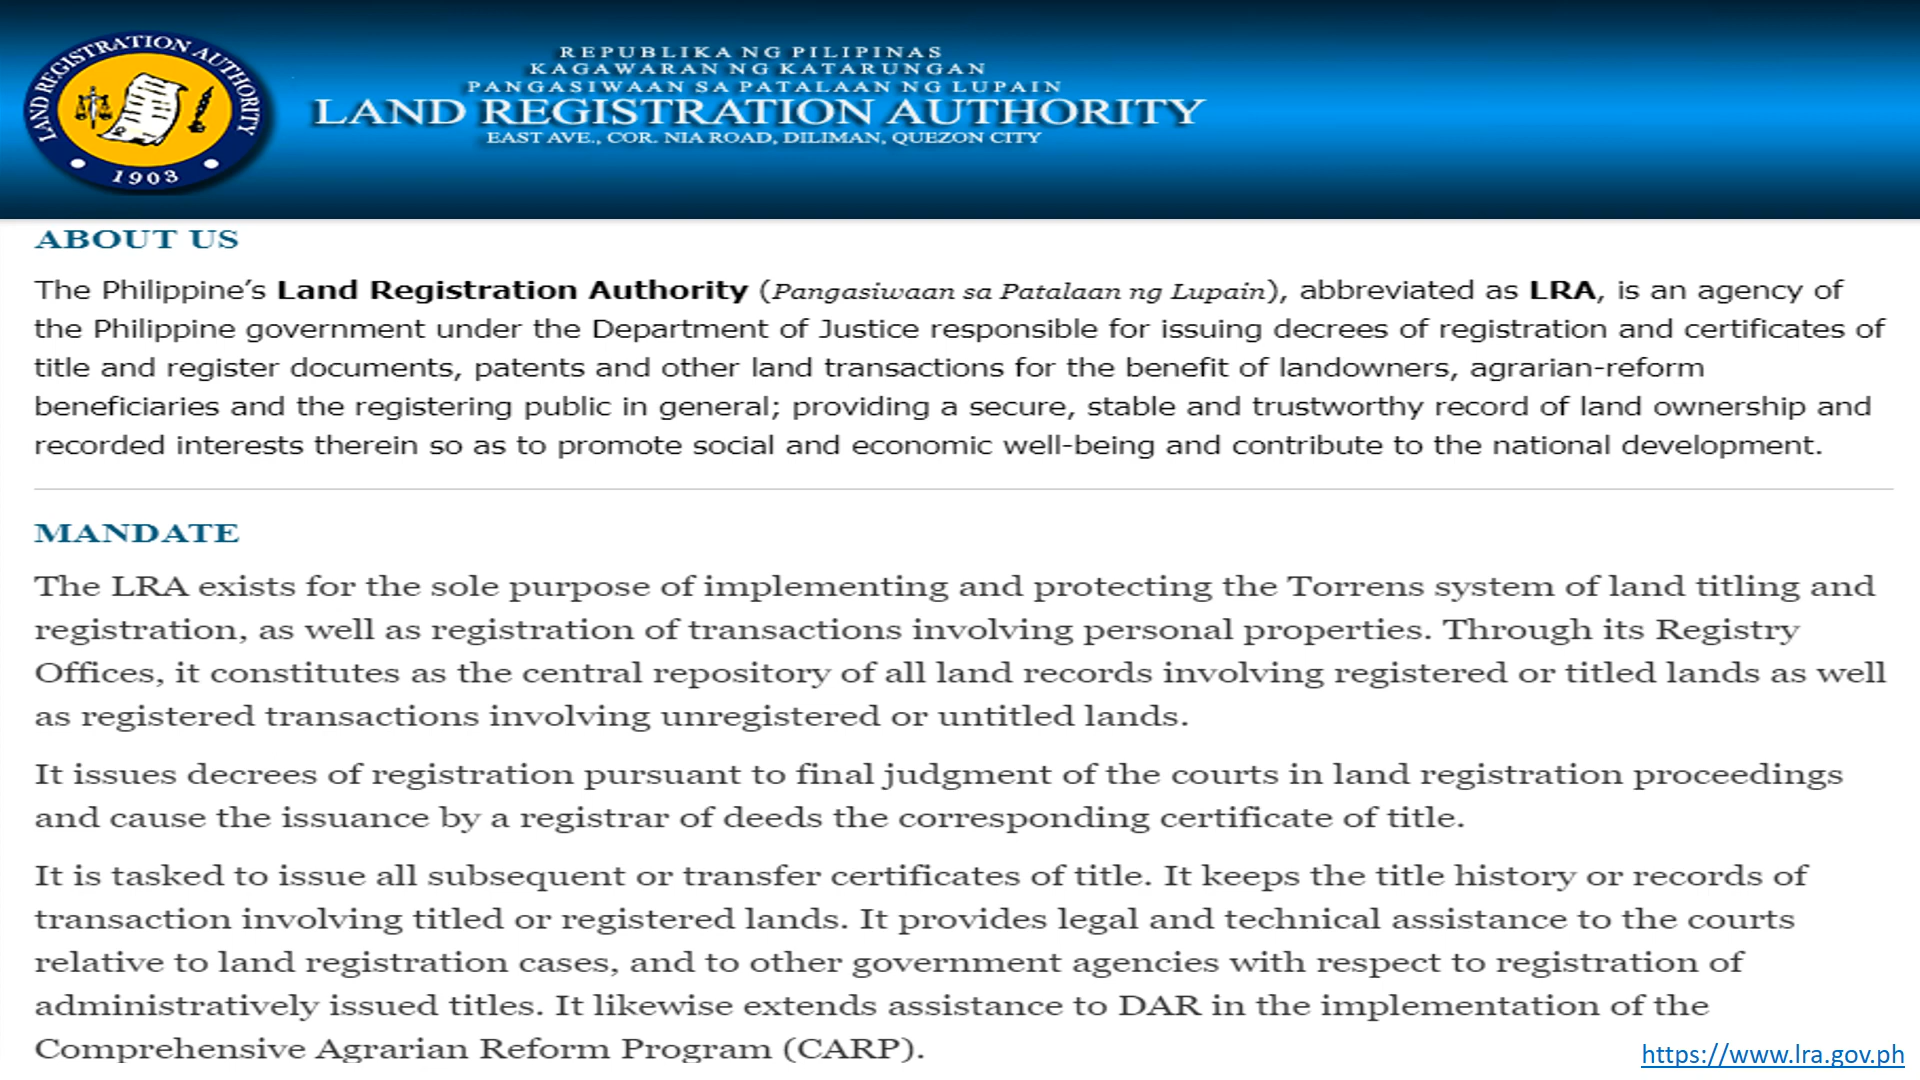 LAND REGISTRATION AUTHORITY
1903
REPUBLIKA NG PILIPINAS
KAGAWARAN NG KATARUNGAN
PANGASIWAAN SA PATALAAN NG LUPAIN
LAND REGISTRATION AUTHORITY
EAST AVE., COR. NIA ROAD, DILIMAN, QUEZON CITY
ABOUT US
The Philippine’s Land Registration Authority (Pangasiwaan sa Patalaan ng Lupain), abbreviated as LRA, is an agency of
the Philippine government under the Department of Justice responsible for issuing decrees of registration and certificates of
title and register documents, patents and other land transactions for the benefit of landowners, agrarian-reform
beneficiaries and the registering public in general; providing a secure, stable and trustworthy record of land ownership and
recorded interests therein so as to promote social and economic well-being and contribute to the national development.
MANDATE
The LRA exists for the sole purpose of implementing and protecting the Torrens system of land titling and
registration, as well as registration of transactions involving personal properties. Through its Registry
Offices, it constitutes as the central repository of all land records involving registered or titled lands as well
as registered transactions involving unregistered or untitled lands.
It issues decrees of registration pursuant to final judgment of the courts in land registration proceedings
and cause the issuance by a registrar of deeds the corresponding certificate of title.
It is tasked to issue all subsequent or transfer certificates of title. It keeps the title history or records of
transaction involving titled or registered lands. It provides legal and technical assistance to the courts
relative to land registration cases, and to other government agencies with respect to registration of
administratively issued titles. It likewise extends assistance to DAR in the implementation of the
Comprehensive Agrarian Reform Program (CARP).
https://www.lra.gov.ph